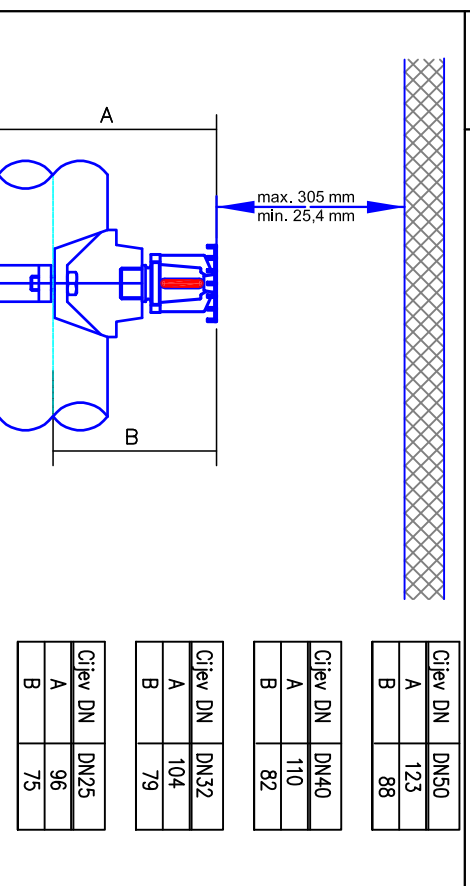 A
max. 305 mm
min. 25,4 mm
B
Cijev DN DN50
A 123
B 88
Cijev DN DN40
A 110
B 82
Cijev DN DN32
A 104
B 79
Cijev DN DN25
A 96
B 75